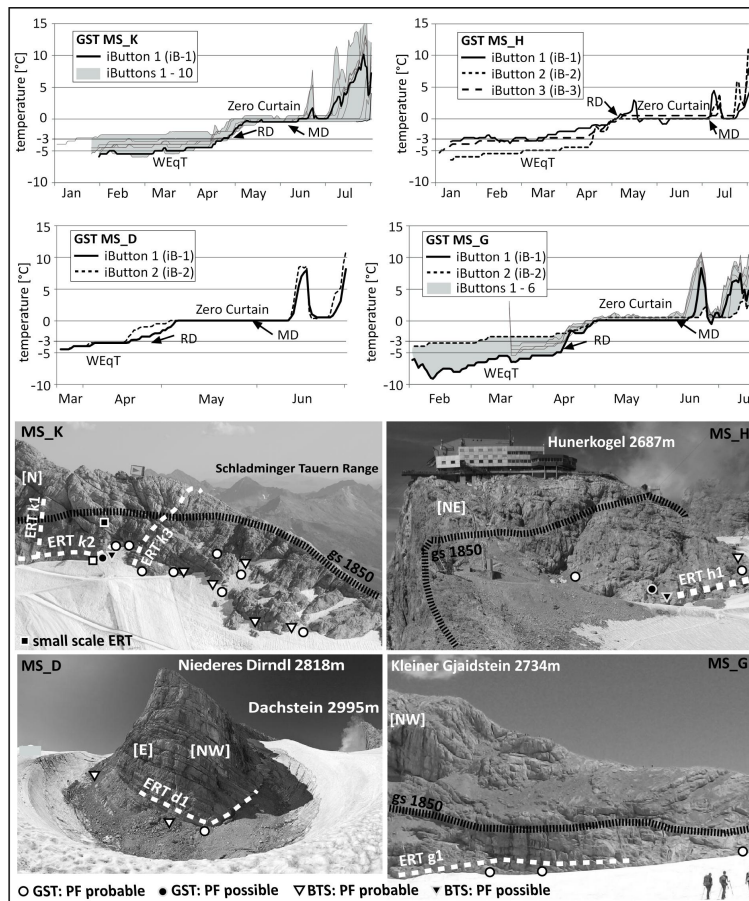 GST MS_K
iButton 1 (iB-1)
iButtons 1 - 10
temperature [°C]
15
10
5
0
-3
-5
-10
Zero Curtain
RD
MD
WEqT
Jan Feb Mar Apr May Jun Jul
GST MS_H
iButton 1 (iB-1)
iButton 2 (iB-2)
iButton 3 (iB-3)
temperature [°C]
15
10
5
0
-3
-5
-10
RD
Zero Curtain
MD
WEqT
Jan Feb Mar Apr May Jun Jul
GST MS_D
iButton 1 (iB-1)
iButton 2 (iB-2)
temperature [°C]
15
10
5
0
-3
-5
-10
Zero Curtain
RD
MD
WEqT
Mar Apr May Jun
GST MS_G
iButton 1 (iB-1)
iButton 2 (iB-2)
iButtons 1 - 6
temperature [°C]
15
10
5
0
-3
-5
-10
Zero Curtain
RD
MD
WEqT
Feb Mar Apr May Jun Jul
MS_K
[N]
Schladminger Tauern Range
ERT k1
ERT k2
ERT k3
gs 1850
small scale ERT
Hunerkogel 2687m
MS_H
[NE]
gs 1850
ERT h1
MS_D
Niederes Dirndl 2818m
Dachstein 2995m
[E] [NW]
ERT d1
Kleiner Gjaidstein 2734m
MS_G
[NW]
gs 1850
ERT g1
GST: PF probable GST: PF possible BTS: PF probable BTS: PF possible